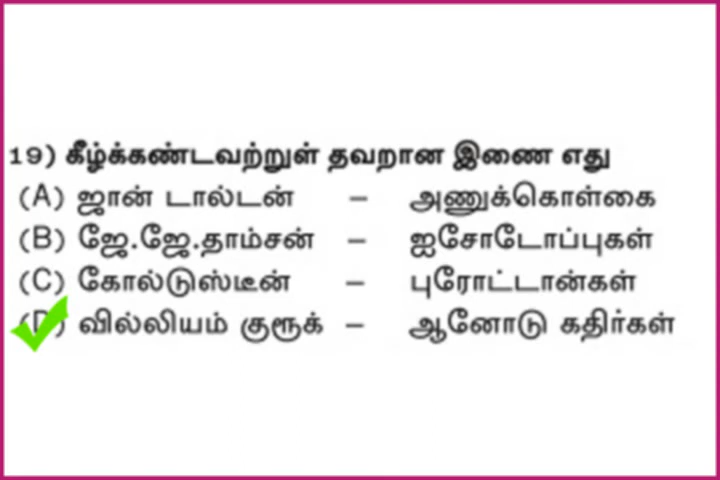 19) கீழ்க்கண்டவற்றுள் தவறான இணை எது
(A) ஜான் டால்டன் – அணுக்கொள்கை
(B) ஜே.ஜே.தாம்சன் – ஐசோடோப்புகள்
(C) கோல்டுஸ்டீன் – புரோட்டான்கள்
(D) வில்லியம் குரூக் – ஆனோடு கதிர்கள்